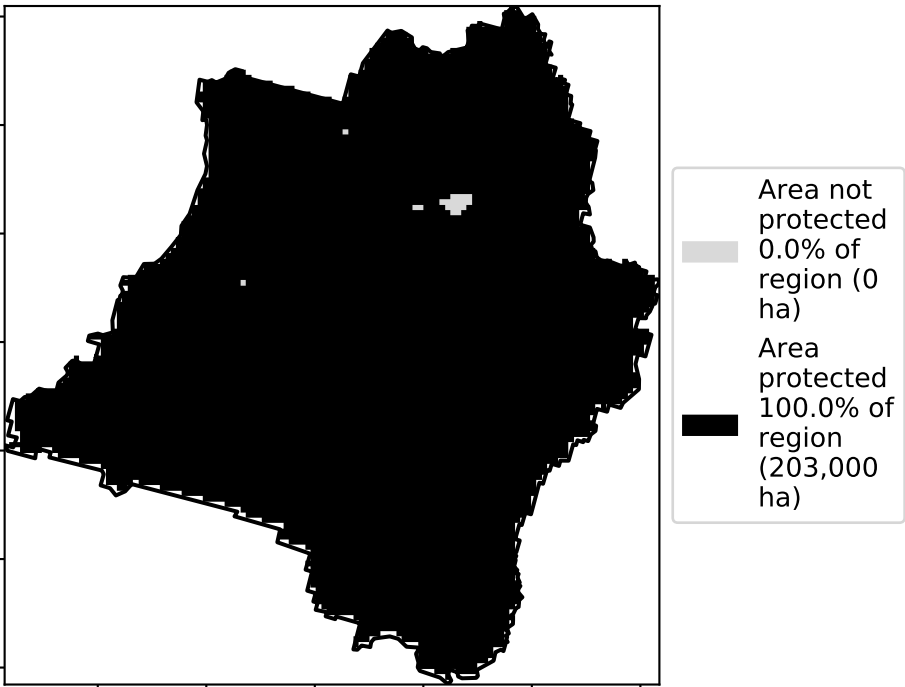 Area not
protected
0.0% of
region (0
ha)
Area
protected
100.0% of
region
(203,000
ha)